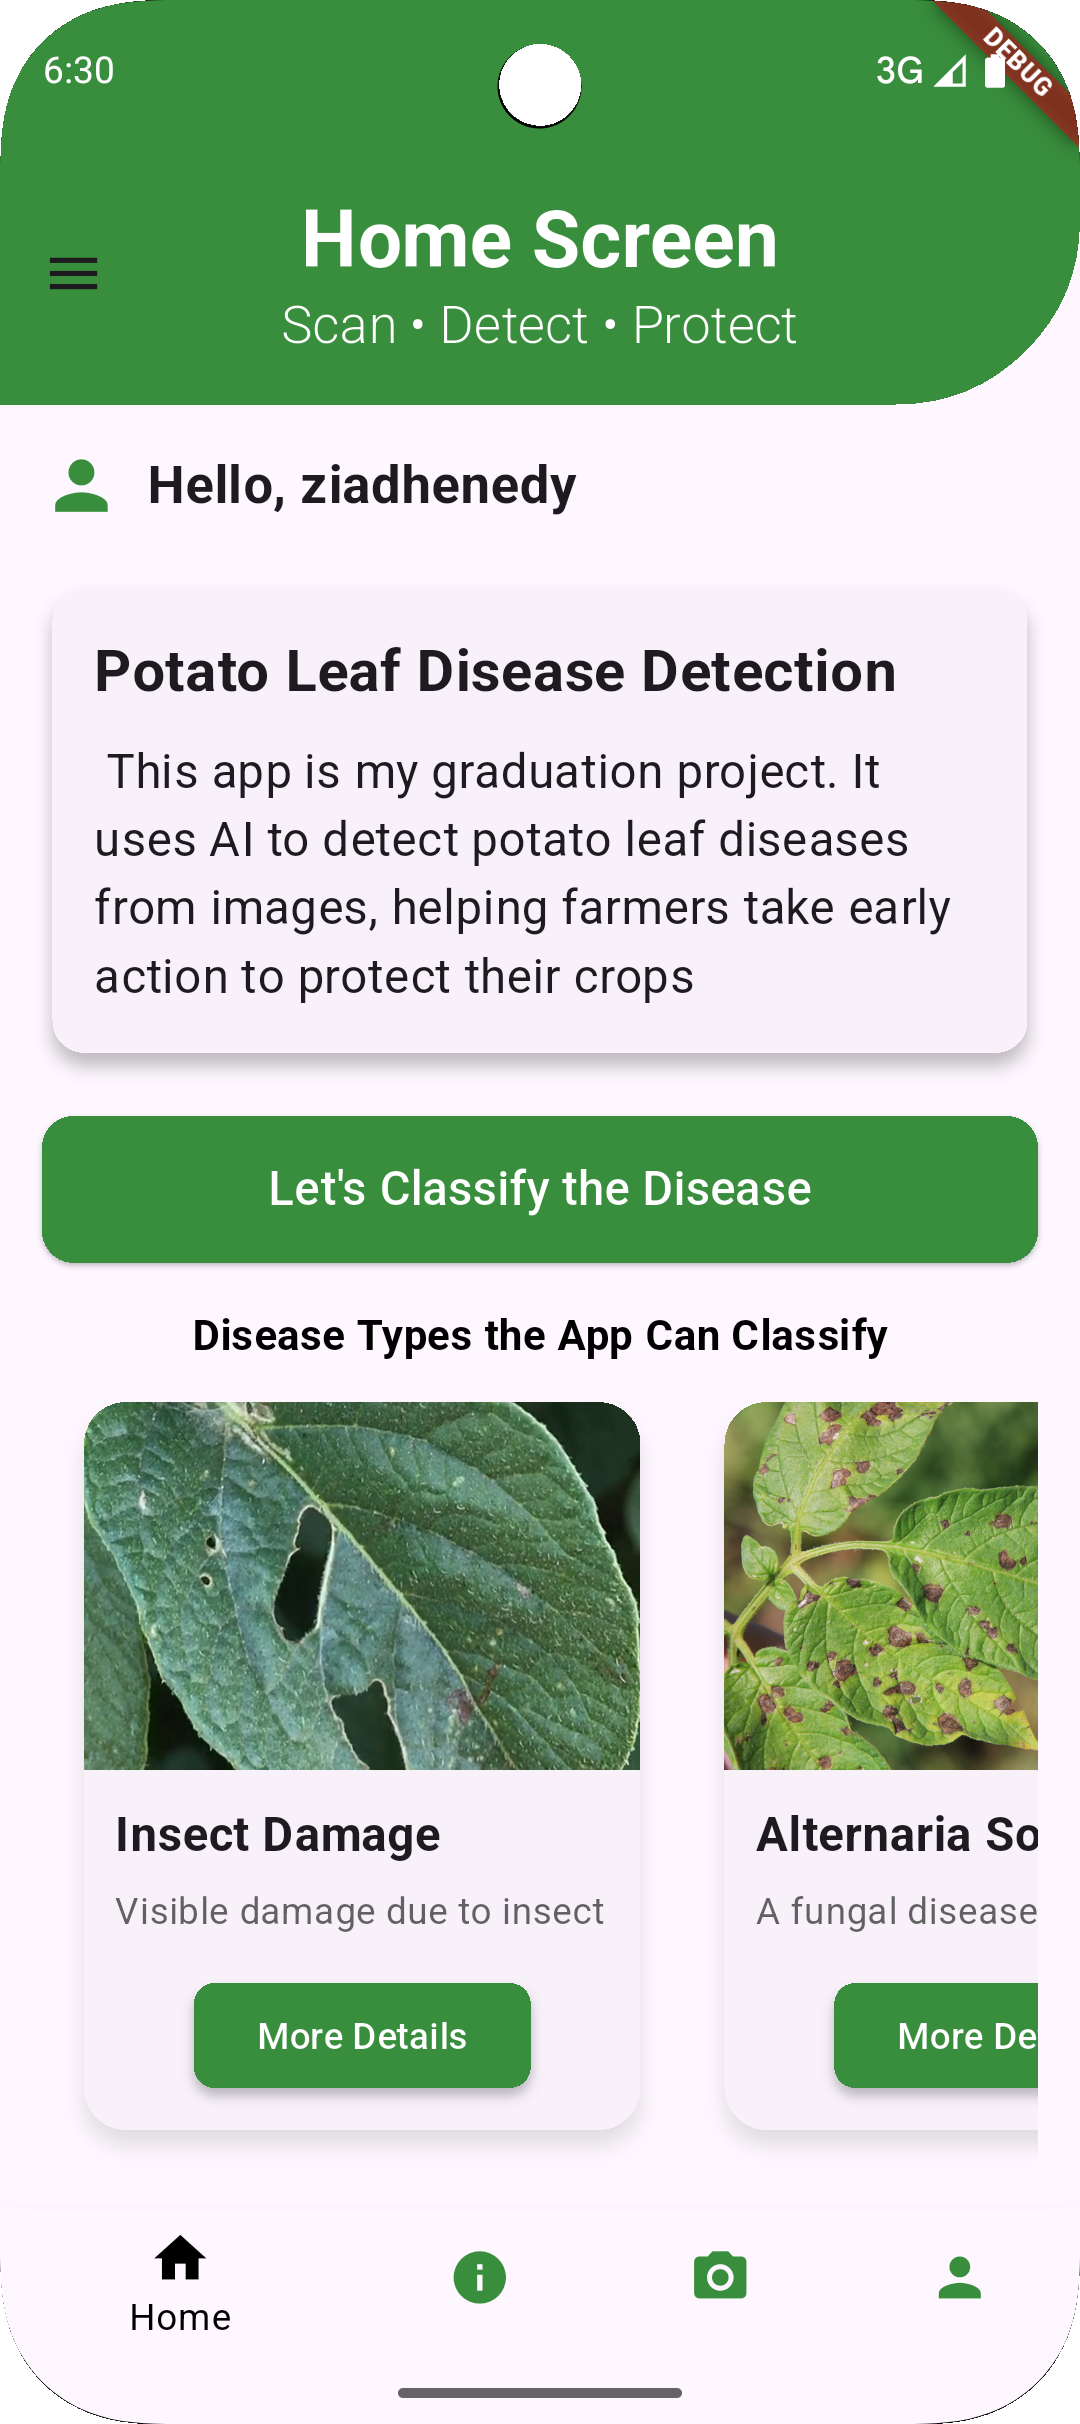 6:30
3G
DEBUG
Home Screen
Scan • Detect • Protect
Hello, ziadhenedy
Potato Leaf Disease Detection
This app is my graduation project. It
uses AI to detect potato leaf diseases
from images, helping farmers take early
action to protect their crops
Let's Classify the Disease
Disease Types the App Can Classify
Insect Damage
Visible damage due to insect
More Details
Alternaria So
A fungal disease
More De
Home